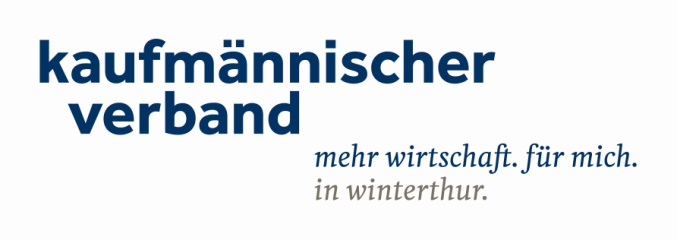 kaufmännischer
verband
mehr wirtschaft. für mich.
in winterthur.